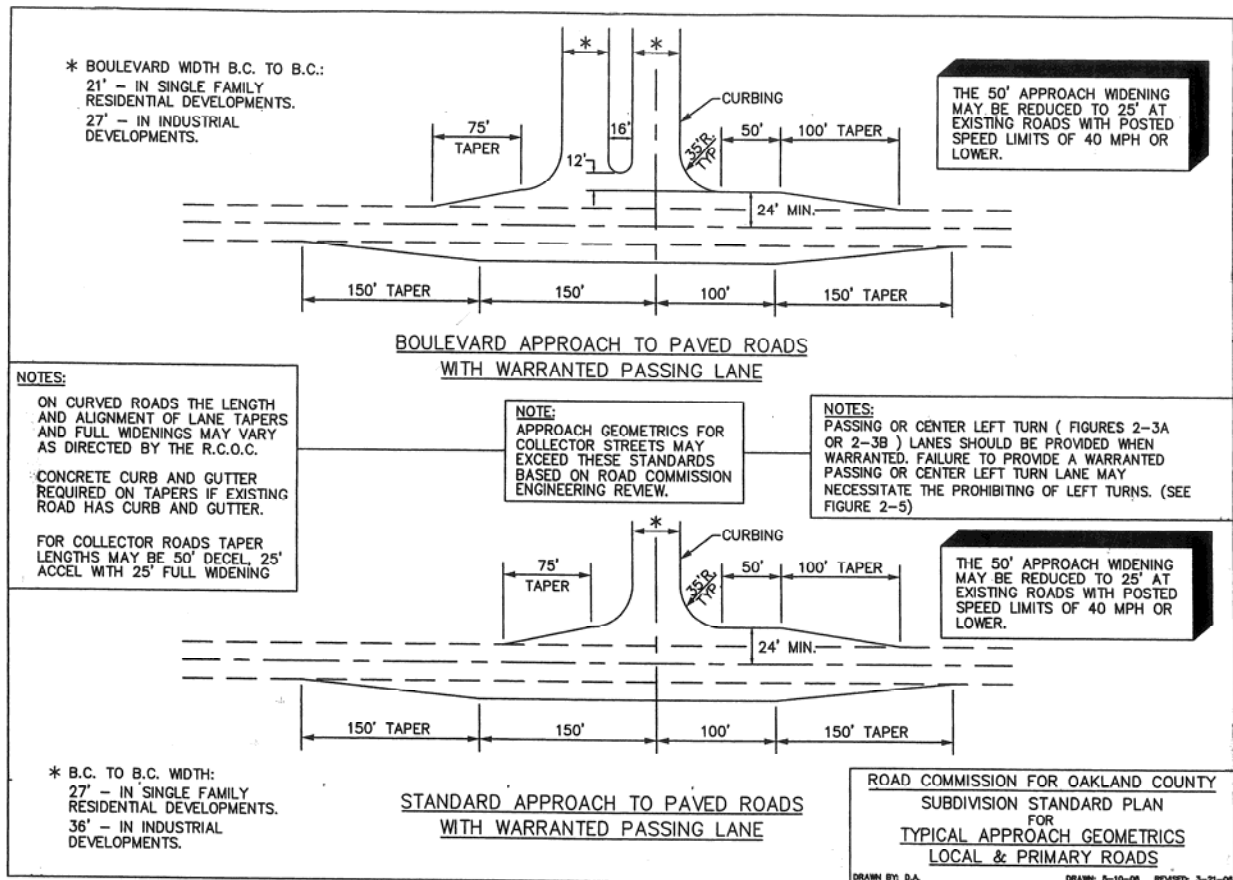 * BOULEVARD WIDTH B.C. TO B.C.:
21' – IN SINGLE FAMILY
RESIDENTIAL DEVELOPMENTS.
27' – IN INDUSTRIAL
DEVELOPMENTS.
*
*
CURBING
75'
TAPER
16'
12'
35'R.
TYP
50'
100' TAPER
24' MIN.
150' TAPER
150'
100'
150' TAPER
THE 50' APPROACH WIDENING
MAY BE REDUCED TO 25' AT
EXISTING ROADS WITH POSTED
SPEED LIMITS OF 40 MPH OR
LOWER.
BOULEVARD APPROACH TO PAVED ROADS
WITH WARRANTED PASSING LANE
NOTES:
ON CURVED ROADS THE LENGTH
AND ALIGNMENT OF LANE TAPERS
AND FULL WIDENINGS MAY VARY
AS DIRECTED BY THE R.C.O.C.
CONCRETE CURB AND GUTTER
REQUIRED ON TAPERS IF EXISTING
ROAD HAS CURB AND GUTTER.
FOR COLLECTOR ROADS TAPER
LENGTHS MAY BE 50' DECEL, 25'
ACCEL WITH 25' FULL WIDENING
NOTE:
APPROACH GEOMETRICS FOR
COLLECTOR STREETS MAY
EXCEED THESE STANDARDS
BASED ON ROAD COMMISSION
ENGINEERING REVIEW.
NOTES:
PASSING OR CENTER LEFT TURN ( FIGURES 2-3A
OR 2-3B ) LANES SHOULD BE PROVIDED WHEN
WARRANTED. FAILURE TO PROVIDE A WARRANTED
PASSING OR CENTER LEFT TURN LANE MAY
NECESSITATE THE PROHIBITING OF LEFT TURNS. (SEE
FIGURE 2-5)
*
CURBING
75'
TAPER
35'R.
TYP
50'
100' TAPER
24' MIN.
150' TAPER
150'
100'
150' TAPER
THE 50' APPROACH WIDENING
MAY BE REDUCED TO 25' AT
EXISTING ROADS WITH POSTED
SPEED LIMITS OF 40 MPH OR
LOWER.
* B.C. TO B.C. WIDTH:
27' – IN SINGLE FAMILY
RESIDENTIAL DEVELOPMENTS.
36' – IN INDUSTRIAL
DEVELOPMENTS.
STANDARD APPROACH TO PAVED ROADS
WITH WARRANTED PASSING LANE
ROAD COMMISSION FOR OAKLAND COUNTY
SUBDIVISION STANDARD PLAN
FOR
TYPICAL APPROACH GEOMETRICS
LOCAL & PRIMARY ROADS
DRAWN BY: D.A.
DRAWN:
REVISED: